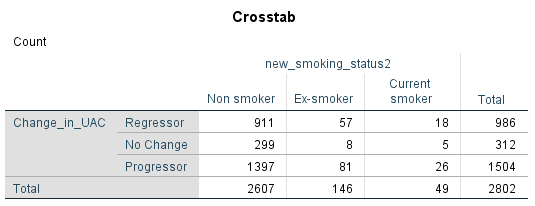 Crosstab
Count
new_smoking_status2
Non smoker Ex-smoker Current smoker Total
Change_in_UAC Regressor 911 57 18 986
No Change 299 8 5 312
Progressor 1397 81 26 1504
Total 2607 146 49 2802